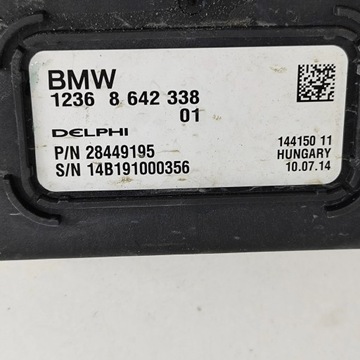 BMW
1236 8 642 338
01
DELPHI
P/N 28449195
S/N 14B191000356
144150 11
HUNGARY
10.07.14